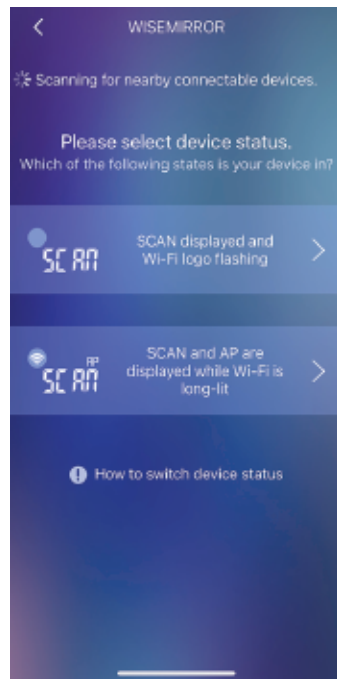 WISEMIRROR
Scanning for nearby connectable devices.
Please select device status.
Which of the following states is your device in?
SCAN
SCAN displayed and
Wi-Fi logo flashing
AP
SCAN
SCAN and AP are
displayed while Wi-Fi is
long-lit
How to switch device status